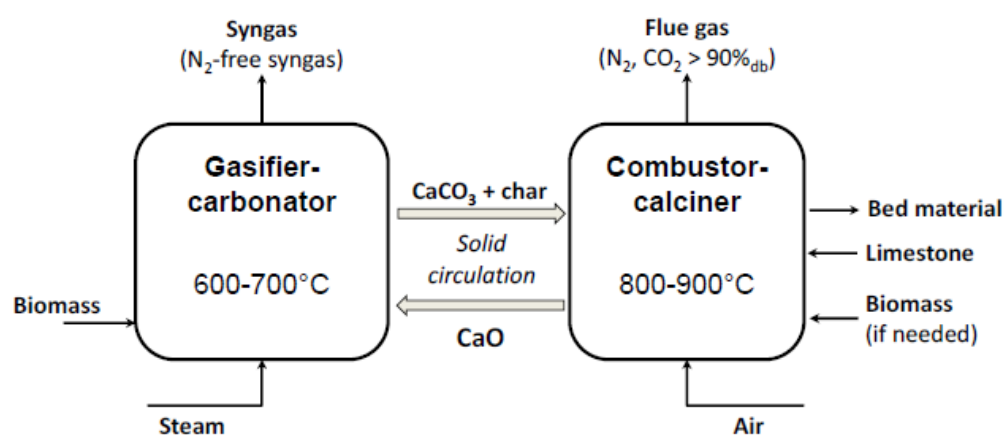 Syngas
(N₂-free syngas)
Flue gas
(N₂, CO₂ > 90%db)
Gasifier-
carbonator
600-700°C
CaCO₃ + char
Solid
circulation
CaO
Combustor-
calciner
800-900°C
Bed material
Limestone
Biomass
(if needed)
Biomass
Steam
Air